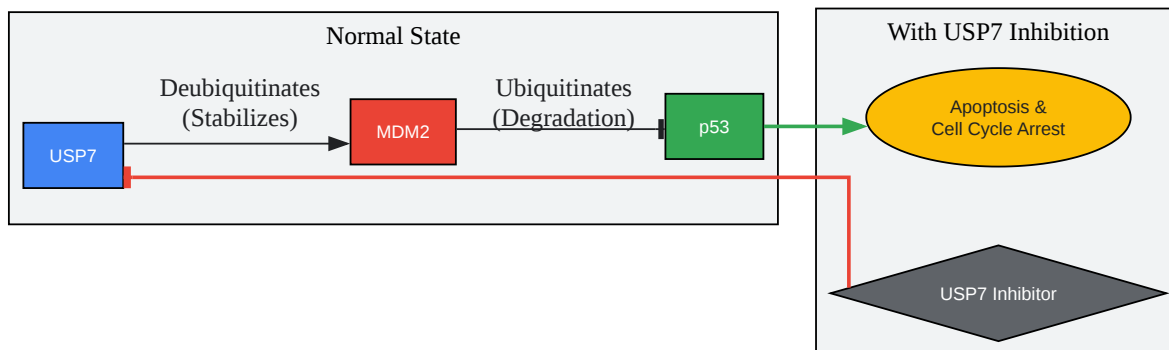 Normal State
With USP7 Inhibition
Deubiquitinates
(Stabilizes)
Ubiquitinates
(Degradation)
USP7
MDM2
p53
Apoptosis &
Cell Cycle Arrest
USP7 Inhibitor